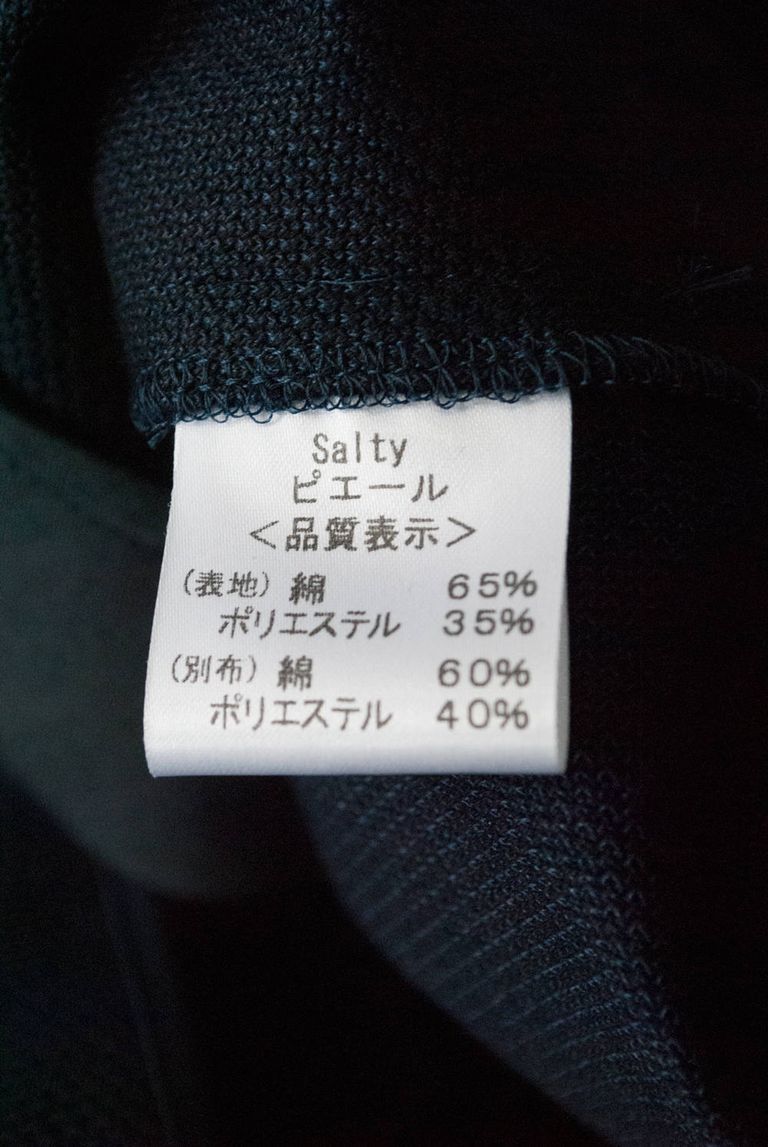 Salty
ピエール
＜品質表示＞
(表地) 綿 65%
ポリエステル 35%
(別布) 綿 60%
ポリエステル 40%